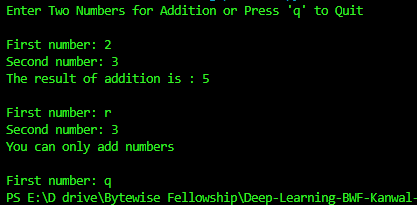 Enter Two Numbers for Addition or Press 'q' to Quit
First number: 2
Second number: 3
The result of addition is : 5
First number: r
Second number: 3
You can only add numbers
First number: q
PS E:\D drive\Bytewise Fellowship\Deep-Learning-BWF-Kanwal-